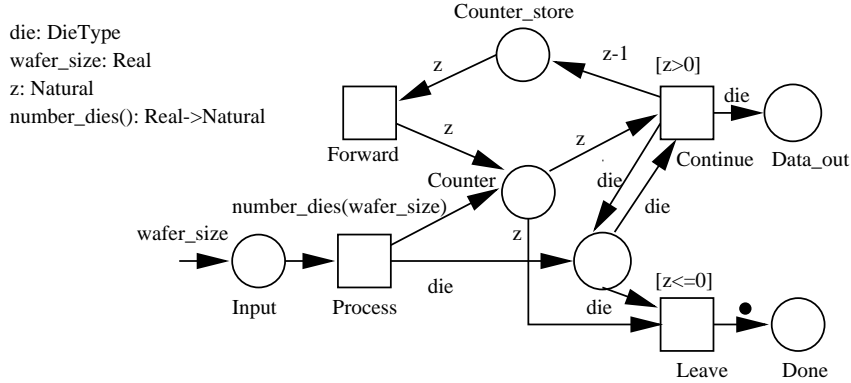 Counter_store
die: DieType
wafer_size: Real
z: Natural
number_dies(): Real->Natural
z
z-1
[z>0]
die
z
z
Forward
Continue
Data_out
Counter
die
number_dies(wafer_size)
die
wafer_size
z
die
[z<=0]
Input
Process
die
Leave
Done